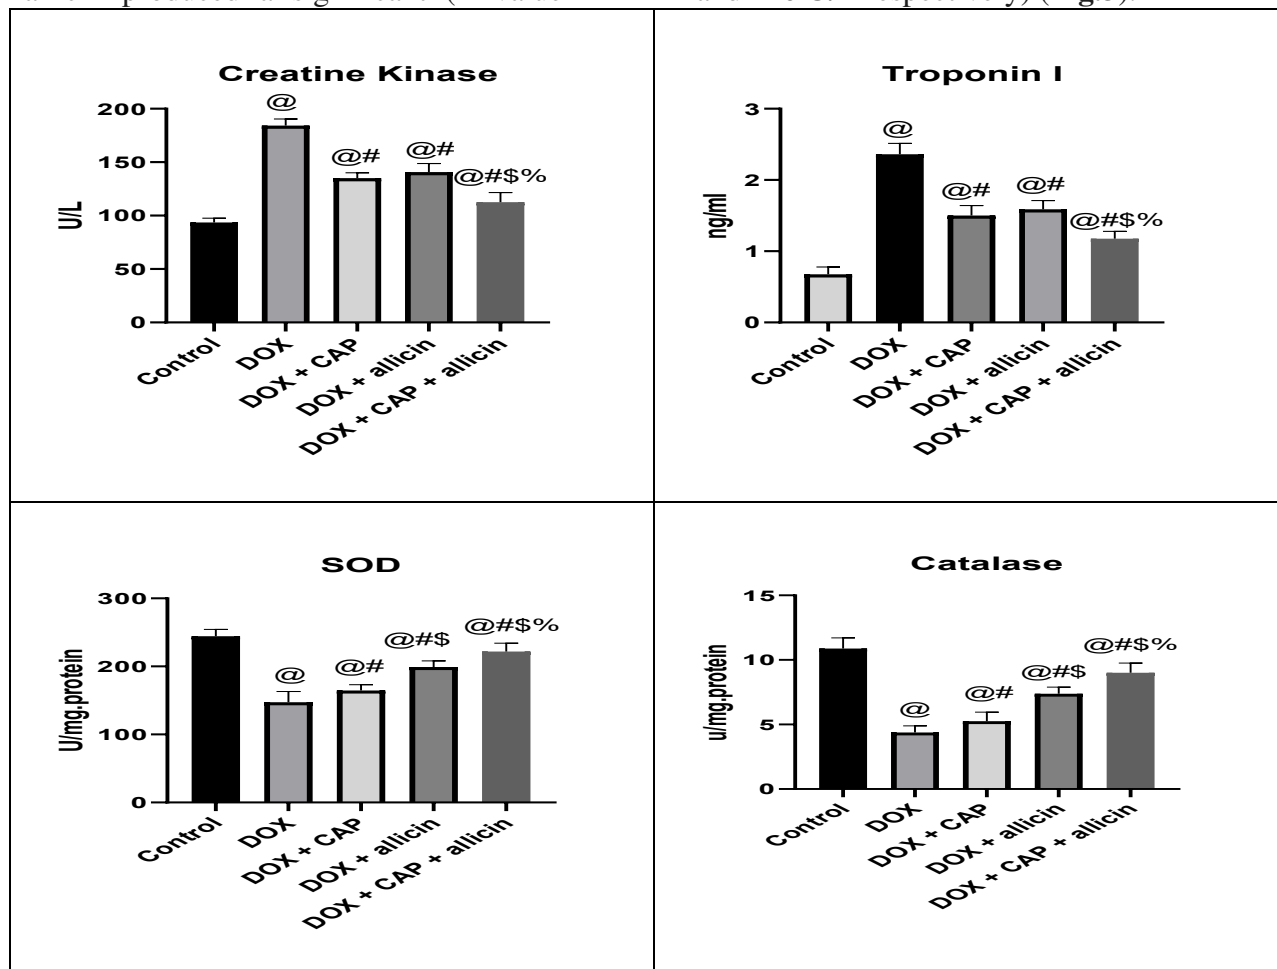 respectively) (
Creatine Kinase
@
@#
@#
@#$%
200
150
100
50
0
U/L
Control
DOX
DOX + CAP
DOX + allicin
DOX + CAP + allicin
Troponin I
@
@#
@#
@#$%
3
2
1
0
ng/ml
Control
DOX
DOX + CAP
DOX + allicin
DOX + CAP + allicin
SOD
@
@#
@#$
@#$%
300
200
100
0
U/mg.protein
Control
DOX
DOX + CAP
DOX + allicin
DOX + CAP + allicin
Catalase
@
@#
@#$
@#$%
15
10
5
0
u/mg.protein
Control
DOX
DOX + CAP
DOX + allicin
DOX + CAP + allicin